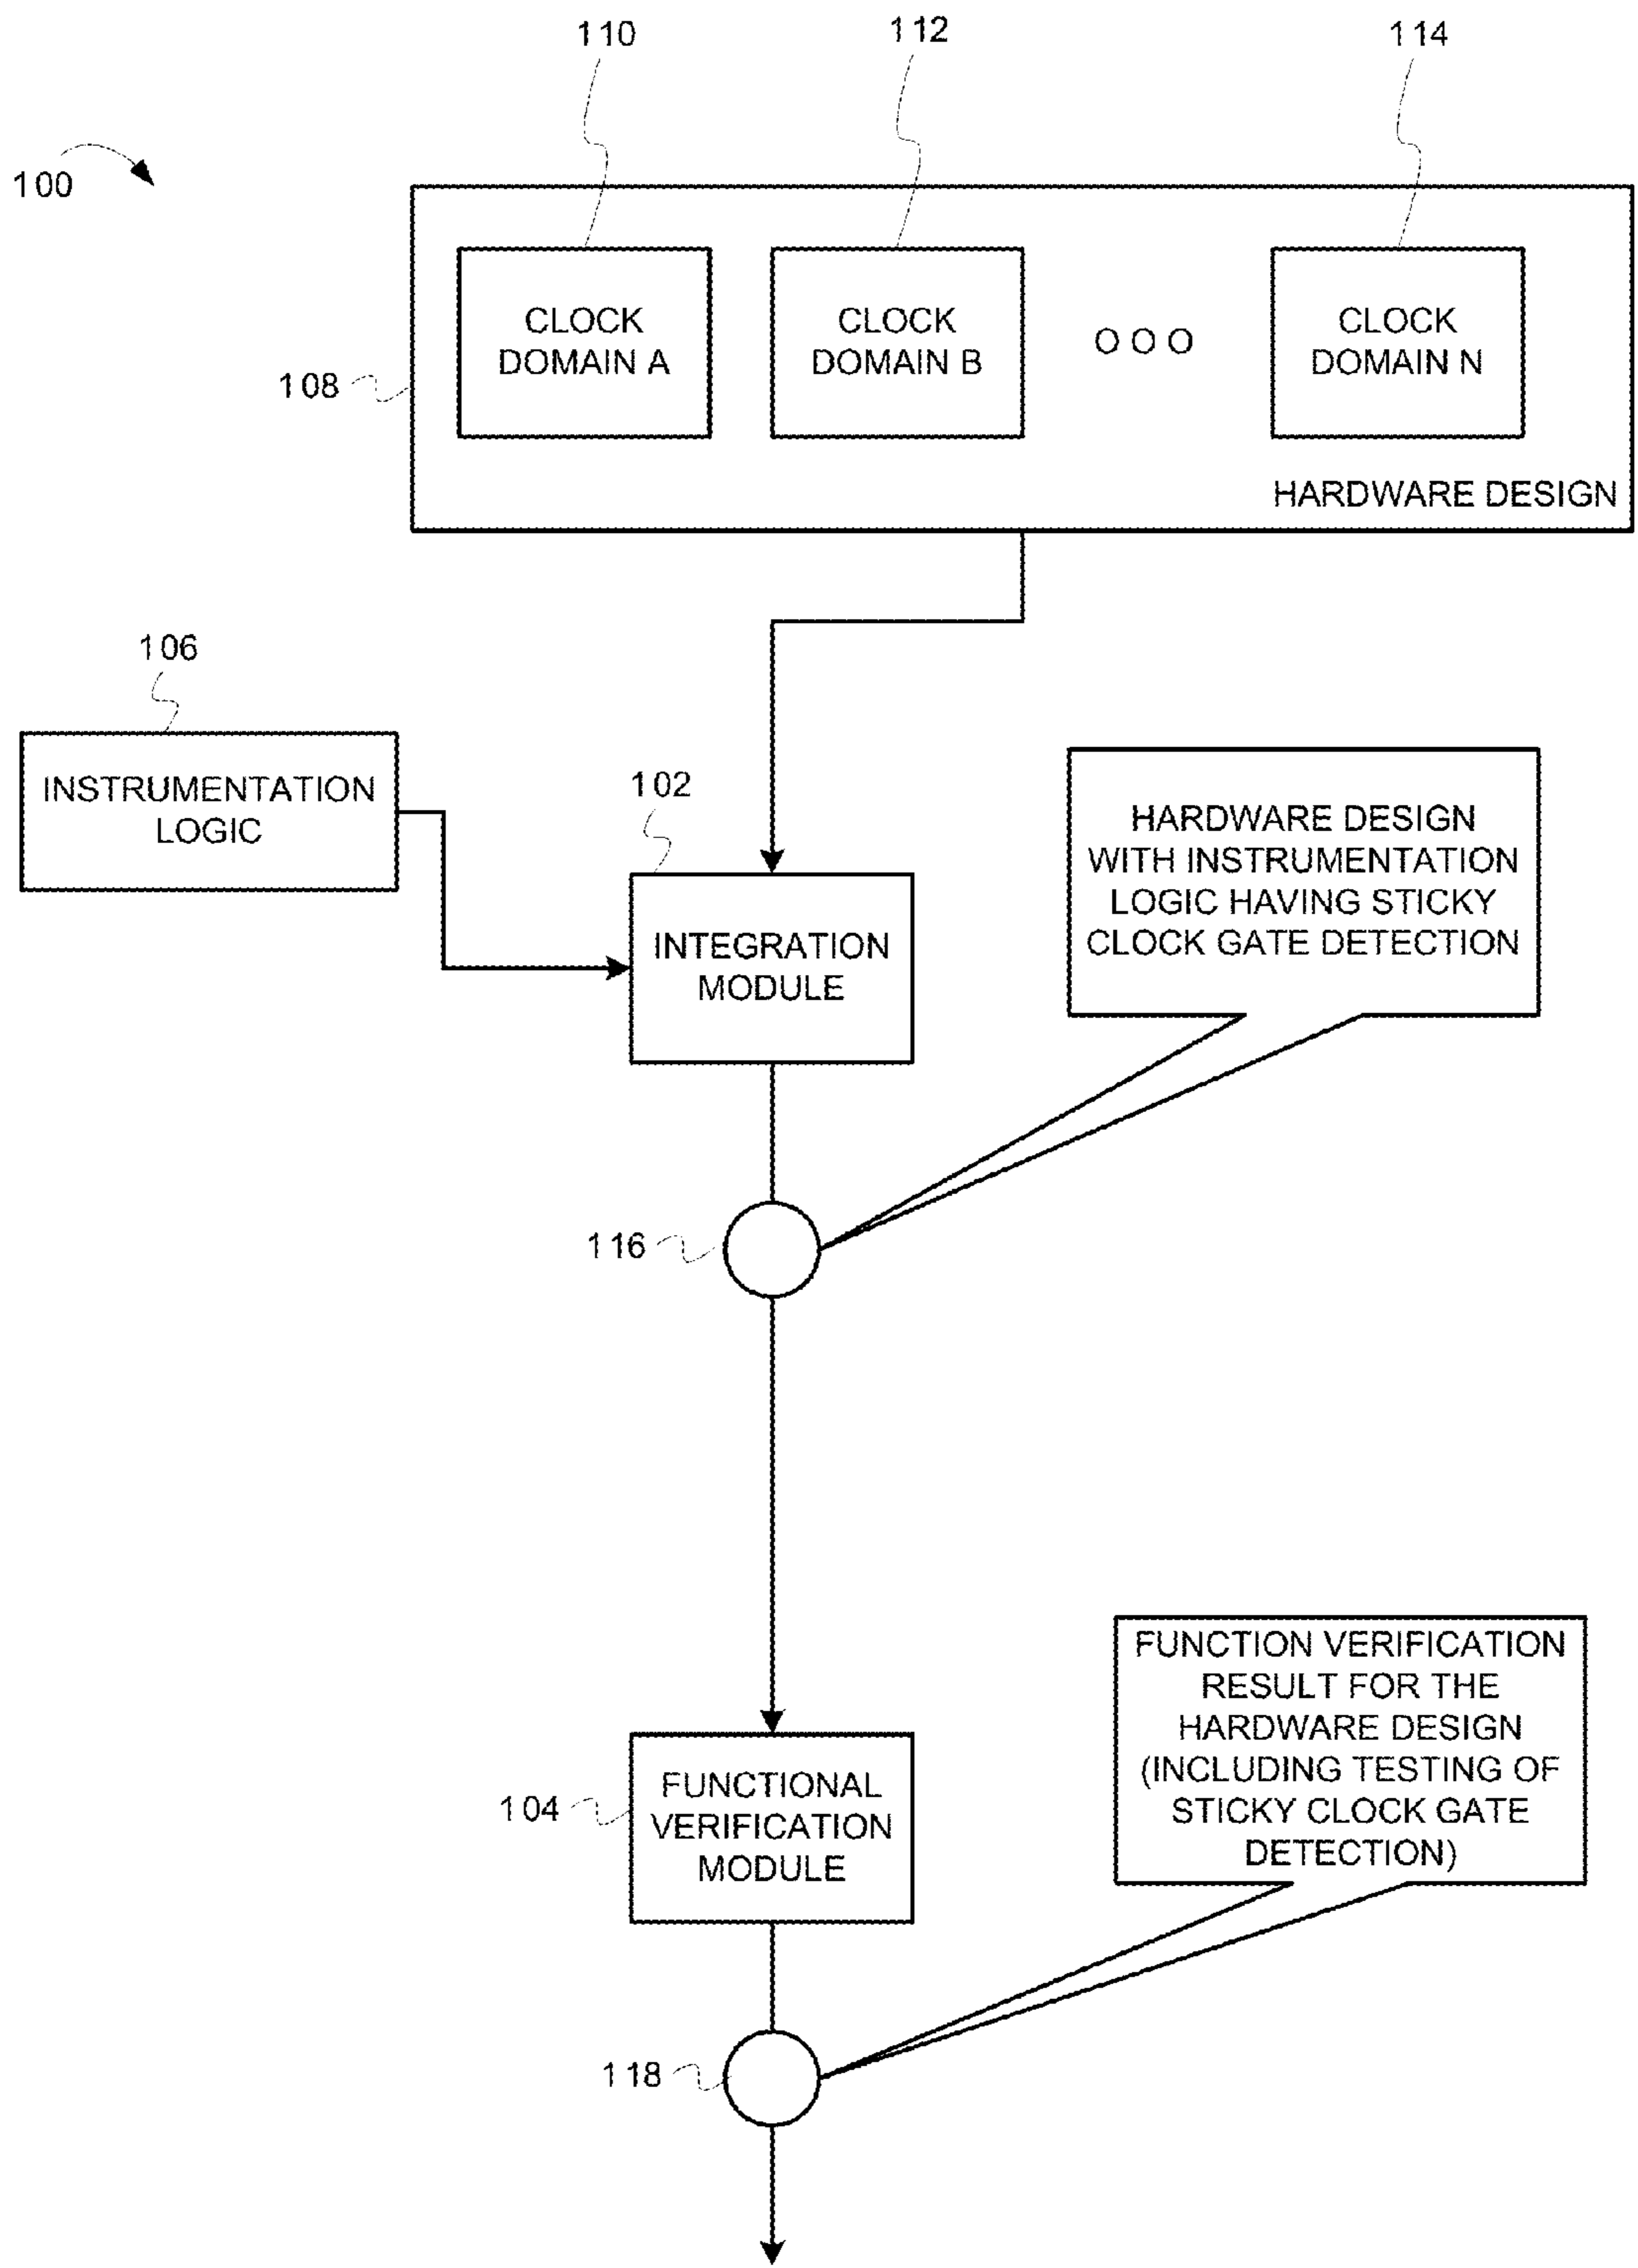 110
112
114
100
CLOCK
DOMAIN A
CLOCK
DOMAIN B
CLOCK
DOMAIN N
108
HARDWARE DESIGN
106
INSTRUMENTATION
LOGIC
102
INTEGRATION
MODULE
HARDWARE DESIGN
WITH INSTRUMENTATION
LOGIC HAVING STICKY
CLOCK GATE DETECTION
116
FUNCTION VERIFICATION
RESULT FOR THE
HARDWARE DESIGN
(INCLUDING TESTING OF
STICKY CLOCK GATE
DETECTION)
104
FUNCTIONAL
VERIFICATION
MODULE
118